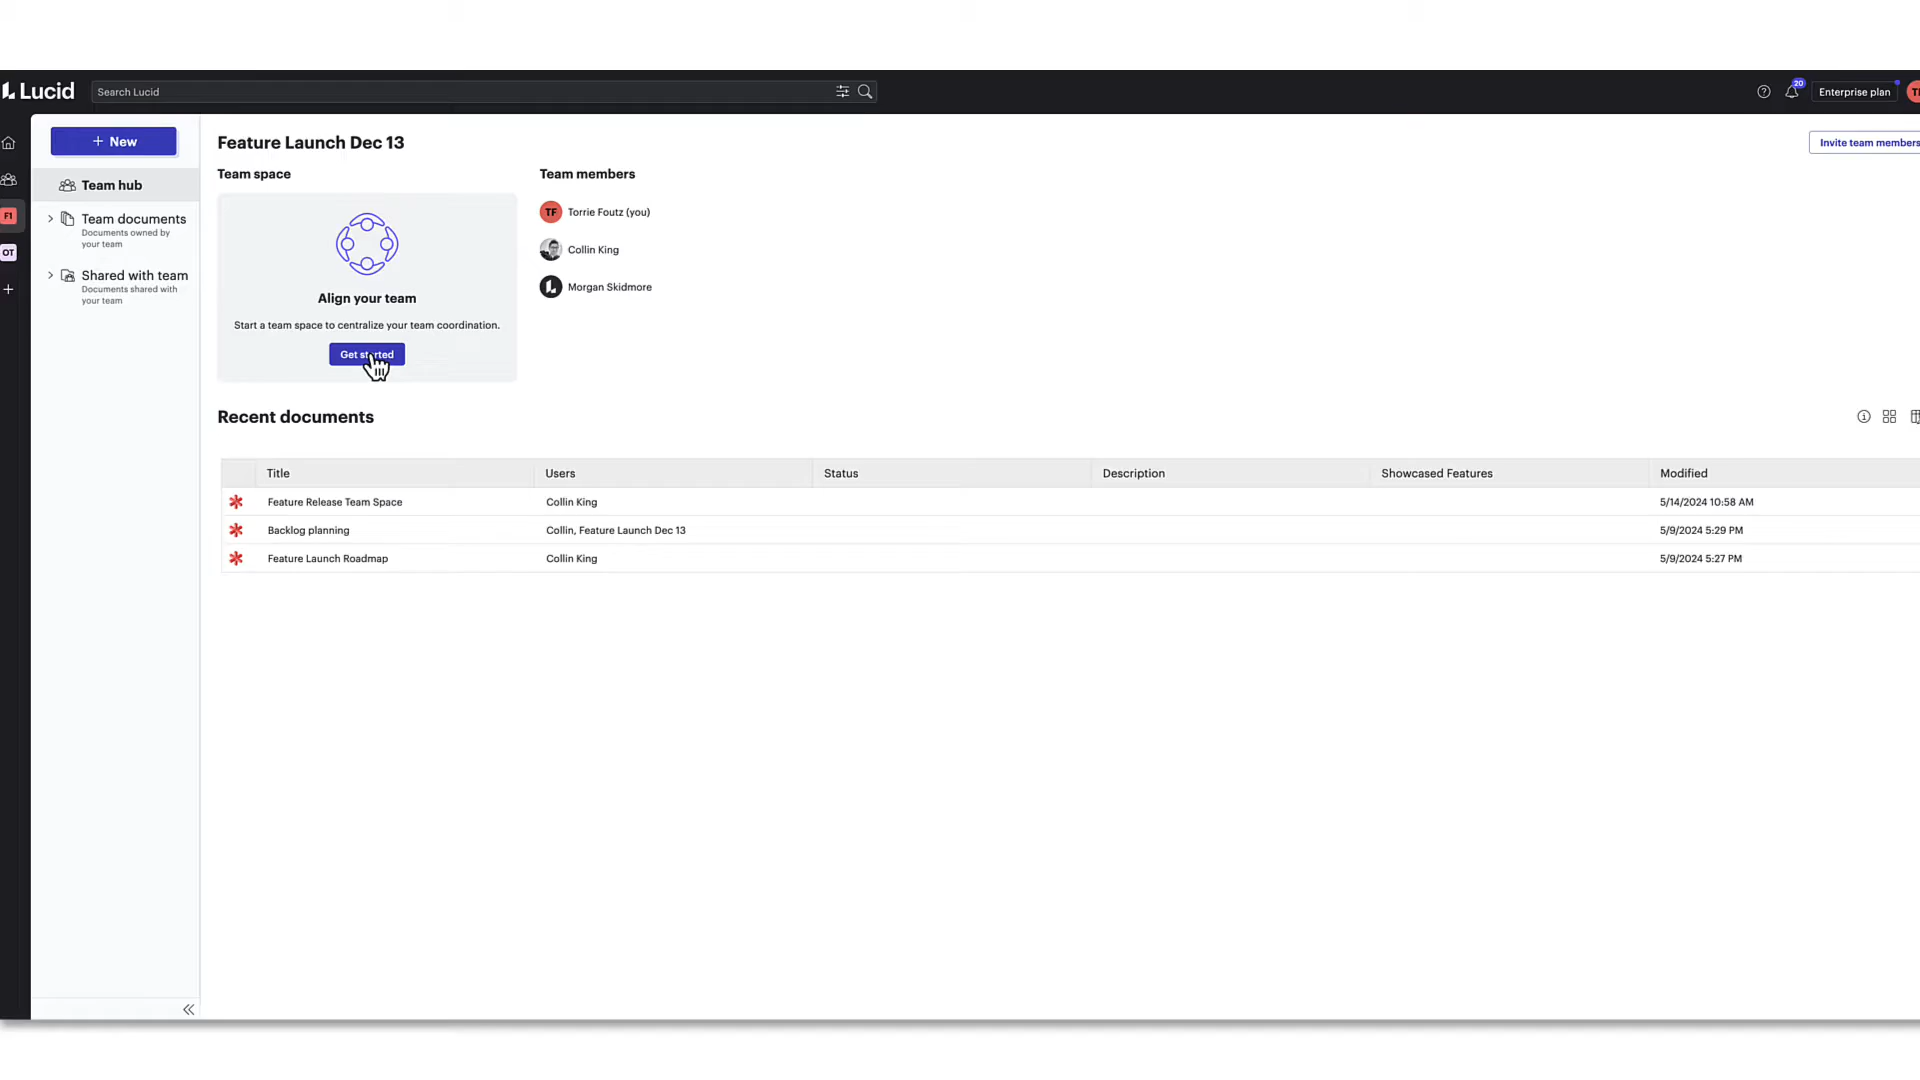 Lucid
Search Lucid
20
Enterprise plan
+ New
Feature Launch Dec 13
Invite team members
Team hub
Team space
Team members
F1
Team documents
Documents owned by
your team
TF Torrie Foutz (you)
OT
Collin King
Shared with team
Documents shared with
your team
Morgan Skidmore
Align your team
Start a team space to centralize your team coordination.
Get started
Recent documents
Title Users Status Description Showcased Features Modified
Feature Release Team Space Collin King 5/14/2024 10:58 AM
Backlog planning Collin, Feature Launch Dec 13 5/9/2024 5:29 PM
Feature Launch Roadmap Collin King 5/9/2024 5:27 PM